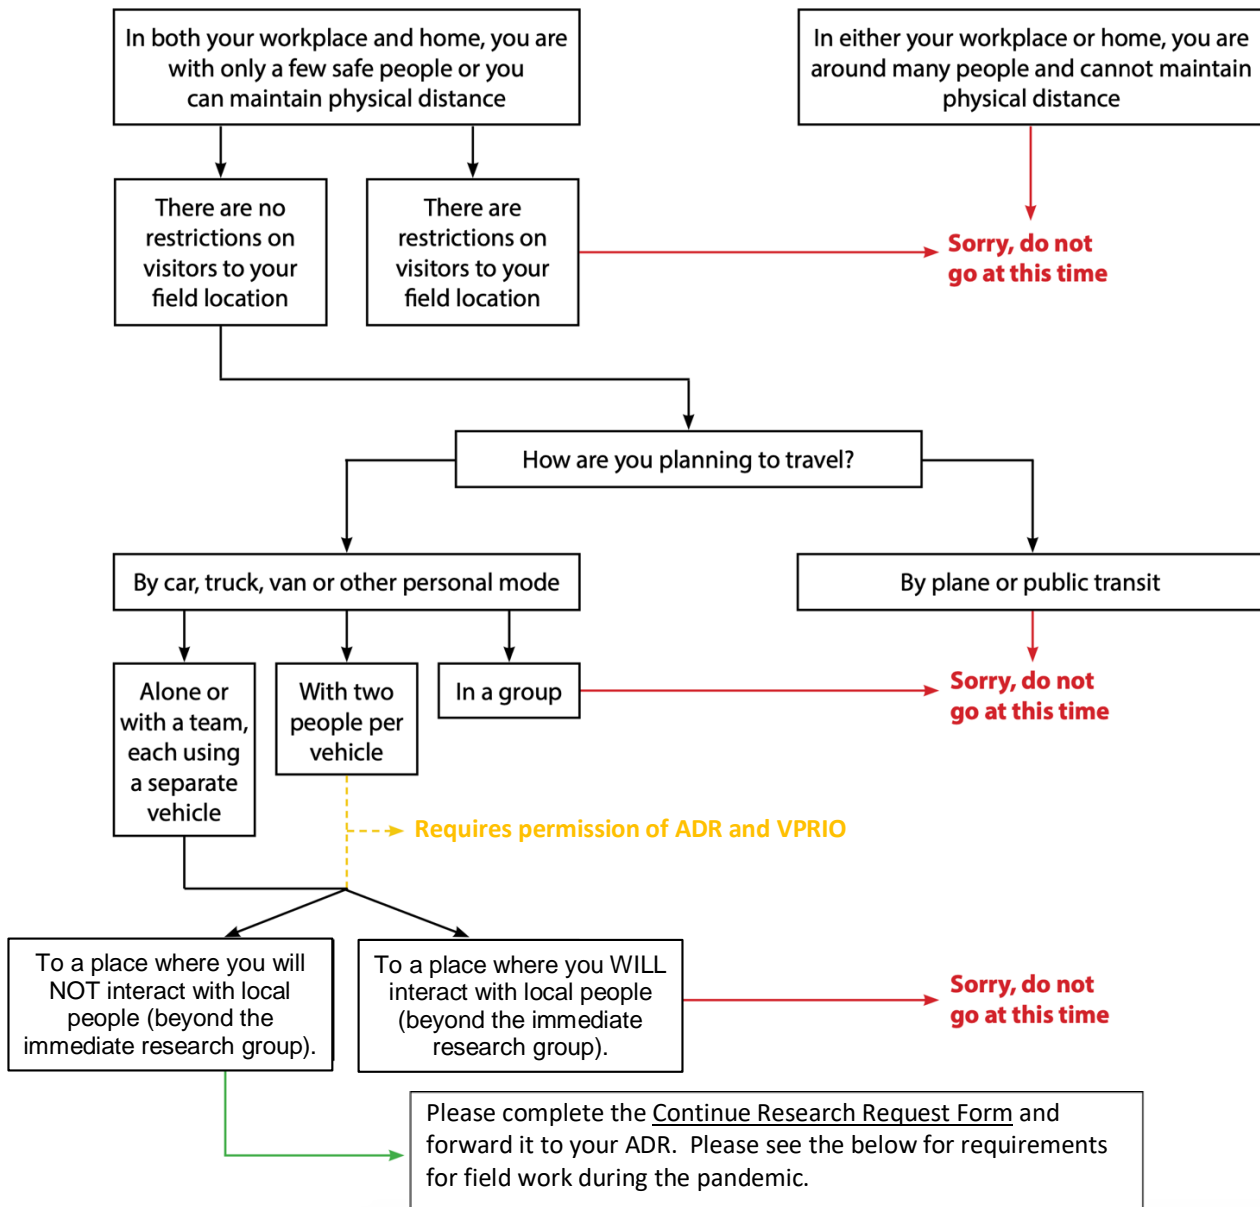 In both your workplace and home, you are
with only a few safe people or you
can maintain physical distance
In either your workplace or home, you are
around many people and cannot maintain
physical distance
There are no
restrictions on
visitors to your
field location
There are
restrictions on
visitors to your
field location
Sorry, do not
go at this time
How are you planning to travel?
By car, truck, van or other personal mode
By plane or public transit
Alone or
with a team,
each using
a separate
vehicle
With two
people per
vehicle
In a group
Sorry, do not
go at this time
Requires permission of ADR and VPRIO
To a place where you will
NOT interact with local
people (beyond the
immediate research group).
To a place where you WILL
interact with local people
(beyond the immediate
research group).
Sorry, do not
go at this time
Please complete the Continue Research Request Form and
forward it to your ADR. Please see the below for requirements
for field work during the pandemic.